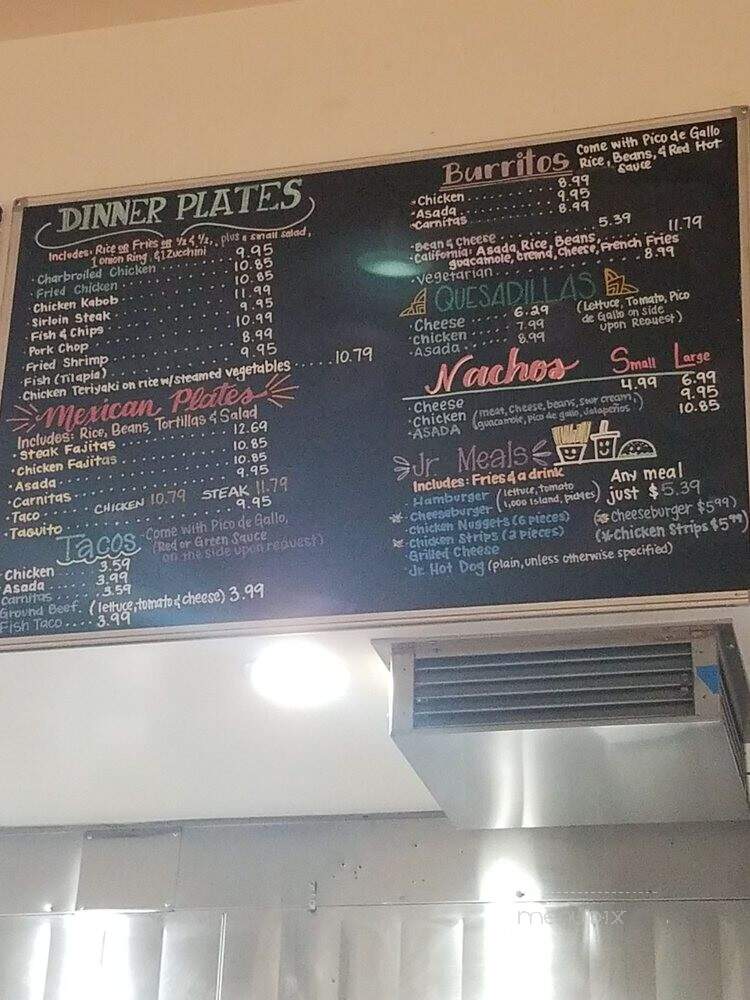 DINNER PLATES
Includes: Rice or Fries or ½ & ½, plus a small salad,
1 onion Ring, & 1 Zucchini
Charbroiled Chicken 9.95
Fried Chicken 10.85
Chicken Kabob 10.85
Sirloin Steak 11.99
Fish & Chips 9.95
Pork Chop 10.99
Fried Shrimp 8.99
Fish (Tilapia) 9.95
Chicken Teriyaki on rice w/steamed vegetables 10.79
Mexican Plates
Includes: Rice, Beans, Tortillas & Salad
Steak Fajitas 12.69
Chicken Fajitas 10.85
Asada 10.85
Carnitas 9.95
Taco CHICKEN 10.79 STEAK 11.79
Taquito 9.95
Tacos
Come with Pico de Gallo,
(Red or Green Sauce
on the side upon request)
Chicken 3.59
Asada 3.99
Carnitas 3.59
Ground Beef. (lettuce, tomato & cheese) 3.99
Fish Taco 3.99
Burritos
Come with Pico de Gallo
Rice, Beans, & Red Hot
Sauce
Chicken 8.99
Asada 9.95
Carnitas 8.99
Bean & Cheese 5.39
California: Asada, Rice, Beans, 11.79
guacamole, cream, Cheese, French Fries
Vegetarian 8.99
QUESADILLAS
(Lettuce, Tomato, Pico
de Gallo on side
upon Request)
Cheese 6.29
Chicken 7.99
Asada 8.99
Nachos Small Large
Cheese 4.99 6.99
Chicken (meat, cheese, beans, sour cream, 9.95
ASADA guacamole, pico de gallo, Jalapeños) 10.85
Jr. Meals
Includes: Fries & a drink
Any meal
just $5.39
Hamburger (lettuce, tomato
* Cheeseburger 1,000 island, pickles)
(*cheeseburger $5.99)
Chicken Nuggets (6 pieces)
* Chicken Strips (2 pieces)
(*Chicken Strips $5.99)
Grilled Cheese
Jr. Hot Dog (plain, unless otherwise specified)
menupix